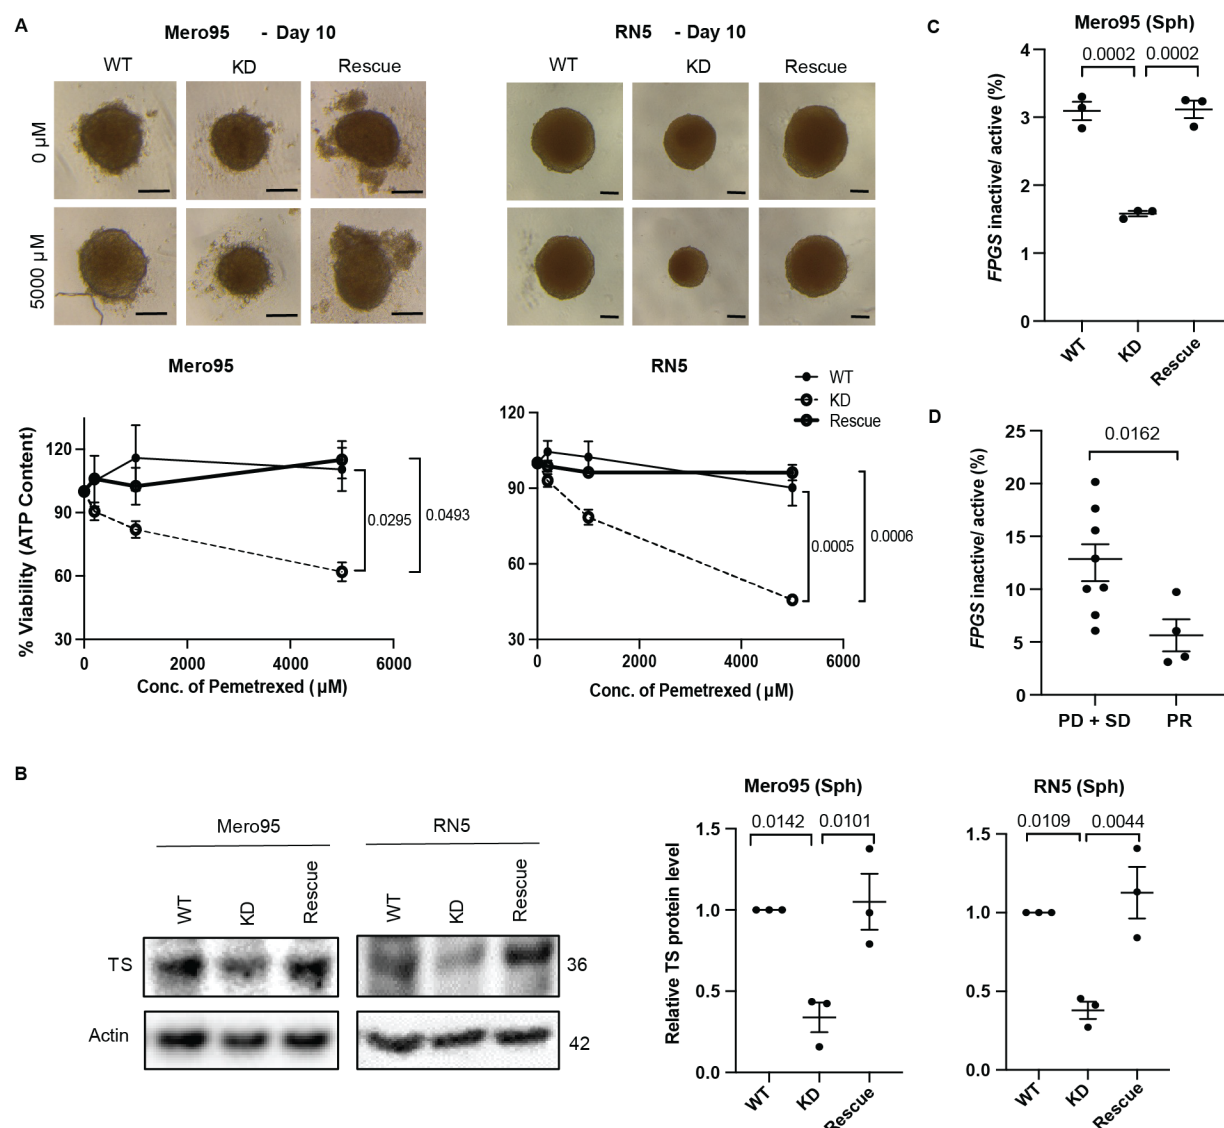 A
Mero95 - Day 10
WT KD Rescue
0 µM
5000 µM
RN5 - Day 10
WT KD Rescue
Mero95
% Viability (ATP Content)
120
90
60
30
0 2000 4000 6000
Conc. of Pemetrexed (µM)
0.0295
0.0493
RN5
WT
KD
Rescue
120
90
60
30
0 2000 4000 6000
Conc. of Pemetrexed (µM)
0.0005
0.0006
C
Mero95 (Sph)
0.0002 0.0002
FPGS inactive/ active (%)
4
3
2
1
0
WT KD Rescue
D
0.0162
FPGS inactive/ active (%)
25
20
15
10
5
0
PD + SD PR
B
Mero95 RN5
WT KD Rescue WT KD Rescue
TS 36
Actin 42
Mero95 (Sph)
0.0142 0.0101
Relative TS protein level
1.5
1.0
0.5
0.0
WT KD Rescue
RN5 (Sph)
0.0109 0.0044
1.5
1.0
0.5
0.0
WT KD Rescue